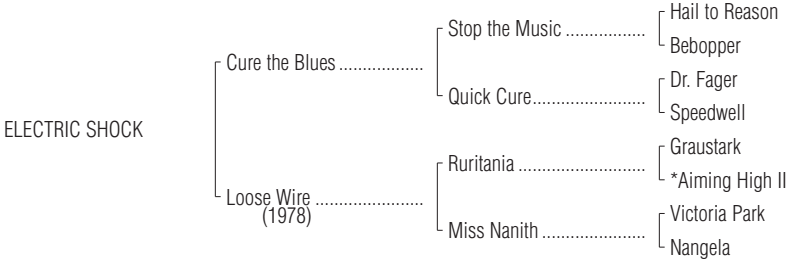 Hail to Reason
Stop the Music .................
Bebopper
Cure the Blues ..................
Dr. Fager
Quick Cure........................
Speedwell
ELECTRIC SHOCK
Graustark
Ruritania ...........................
*Aiming High II
Loose Wire .......................
(1978)
Victoria Park
Miss Nanith ......................
Nangela